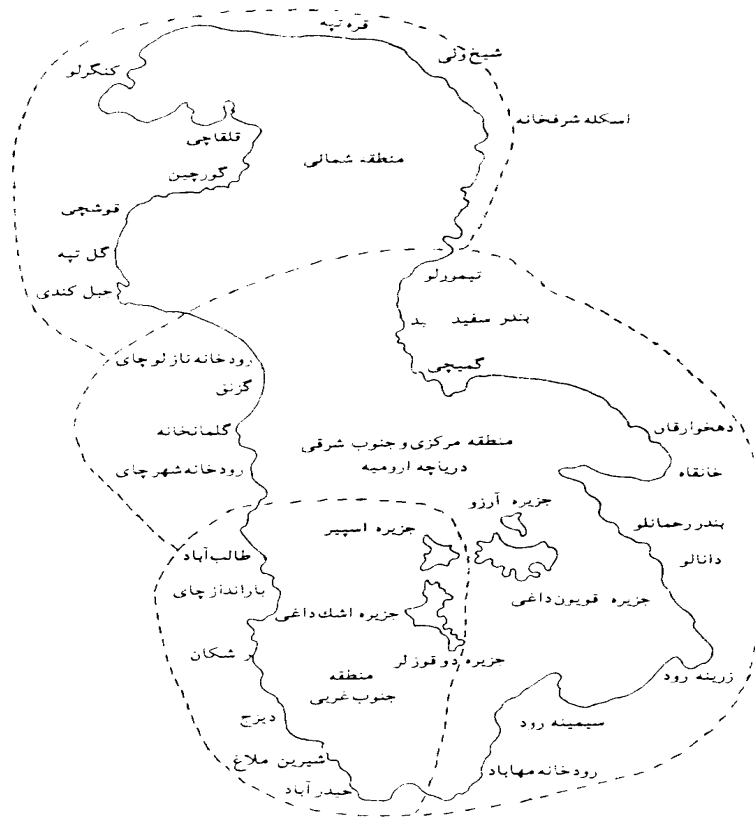 قره تپه
شیخ ولی
کنگرلو
اسکله شرفخانه
قلقاچی
منطقه شمالی
گورچین
قوشچی
گل تپه
تیمورلو
جبل کندی
بندر سفید بد
رودخانه نازلوچای
گمیچی
گزنق
گلمانخانه
دهخوارقان
منطقه مرکزی و جنوب شرقی
دریاچه ارومیه
رودخانه شهرچای
خانقاه
جزیره آرزو
جزیره اسپیر
بندر رحمانلو
طالب آباد
دانالو
باراندازچای
جزیره قویون داغی
جزیره اشک داغی
رشکان
جزیره دوقوزلر
زرینه رود
منطقه
جنوب غربی
دیزج
سیمینه رود
شیرین ملاغ
رودخانه مهاباد
حیدرآباد